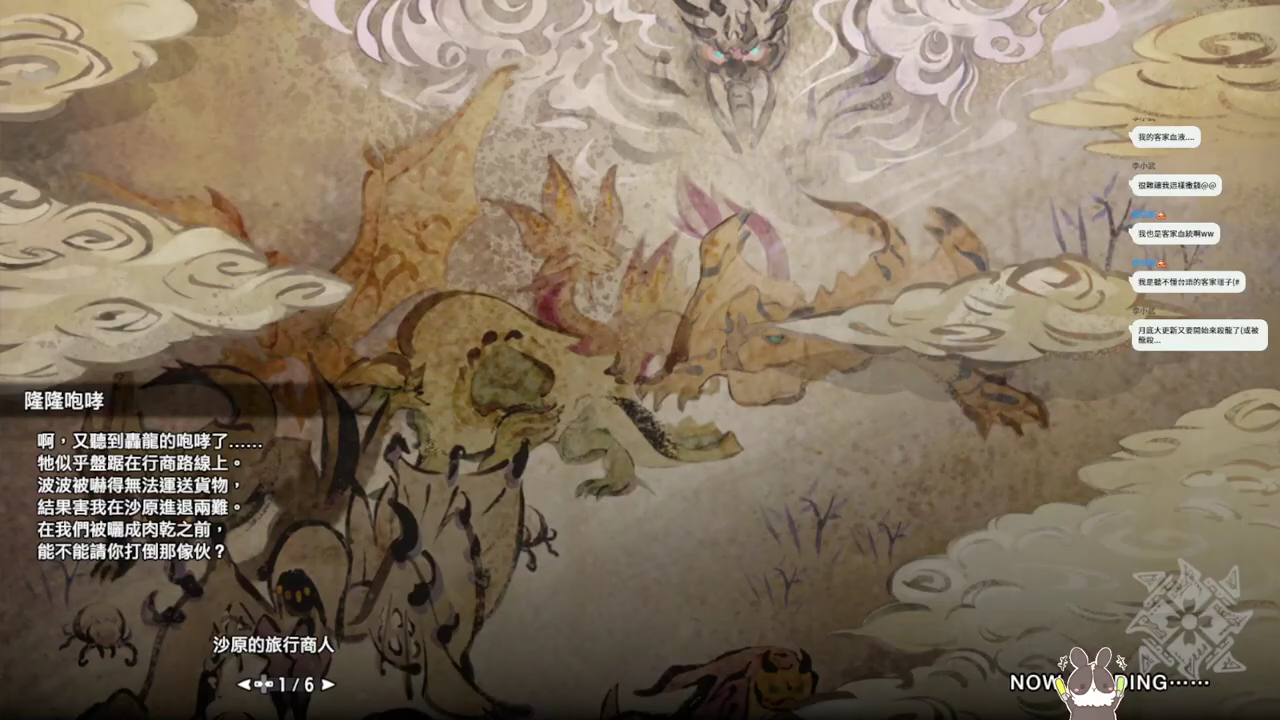 我的客家血液....
李小武
很難讓我這樣撒錢@@
我也是客家血統啊ww
我是聽不懂台語的客家孩子(#
李小武
月底大更新又要開始來殺龍了(或被
龍殺...
隆隆咆哮
啊，又聽到轟龍的咆哮了......
牠似乎盤踞在行商路線上。
波波被嚇得無法運送貨物，
結果害我在沙原進退兩難。
在我們被曬成肉乾之前，
能不能請你打倒那傢伙？
沙原的旅行商人
1 / 6
NOW DING······